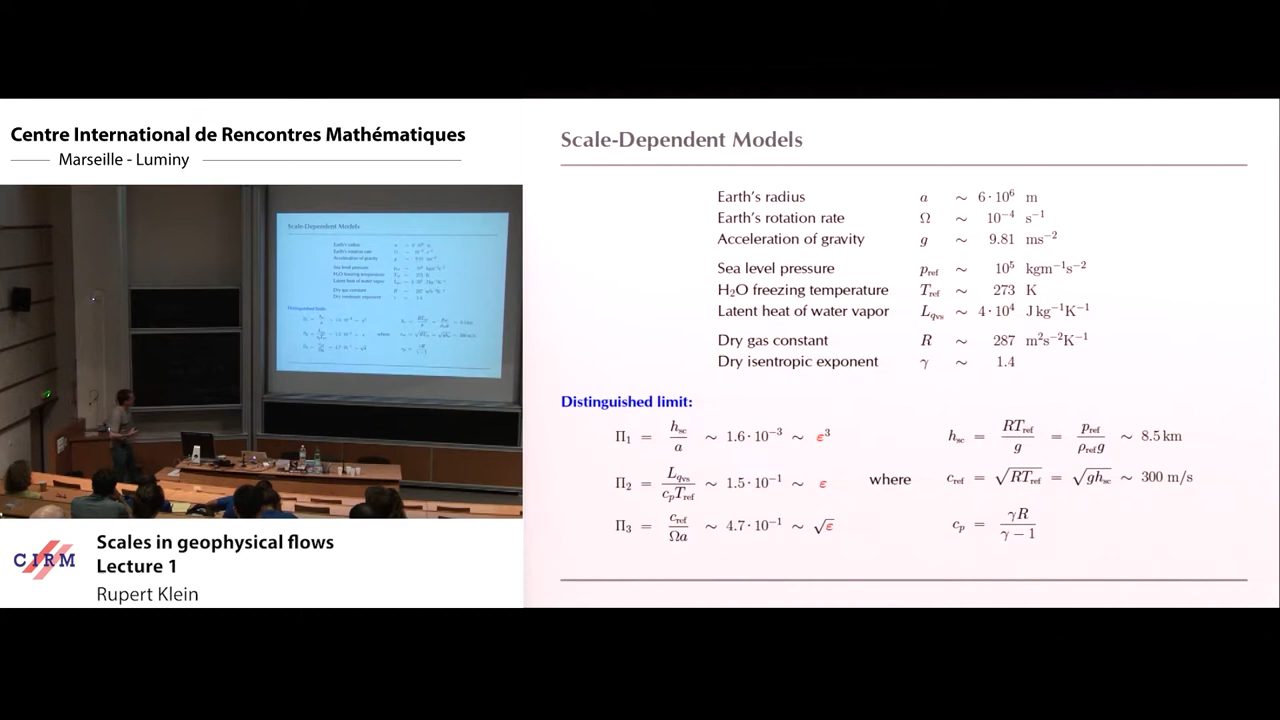 Centre International de Rencontres Mathématiques
Marseille - Luminy
Scale-Dependent Models
Earth's radius a ∼ 6·10⁶ m
Earth's rotation rate Ω ∼ 10⁻⁴ s⁻¹
Acceleration of gravity g ∼ 9.81 ms⁻²
Sea level pressure p_ref ∼ 10⁵ kgm⁻¹s⁻²
H₂O freezing temperature T_ref ∼ 273 K
Latent heat of water vapor L_qvs ∼ 4·10⁴ J kg⁻¹K⁻¹
Dry gas constant R ∼ 287 m²s⁻²K⁻¹
Dry isentropic exponent γ ∼ 1.4
Distinguished limit:
Π₁ = h_sc / a ∼ 1.6·10⁻³ ∼ ε³
Π₂ = L_qvs / c_p T_ref ∼ 1.5·10⁻¹ ∼ ε
Π₃ = c_ref / Ωa ∼ 4.7·10⁻¹ ∼ √ε
where
h_sc = RT_ref / g = p_ref / ρ_ref g ∼ 8.5 km
c_ref = √RT_ref = √gh_sc ∼ 300 m/s
c_p = γR / γ − 1
Scale-Dependent Models
CIRM
Scales in geophysical flows
Lecture 1
Rupert Klein